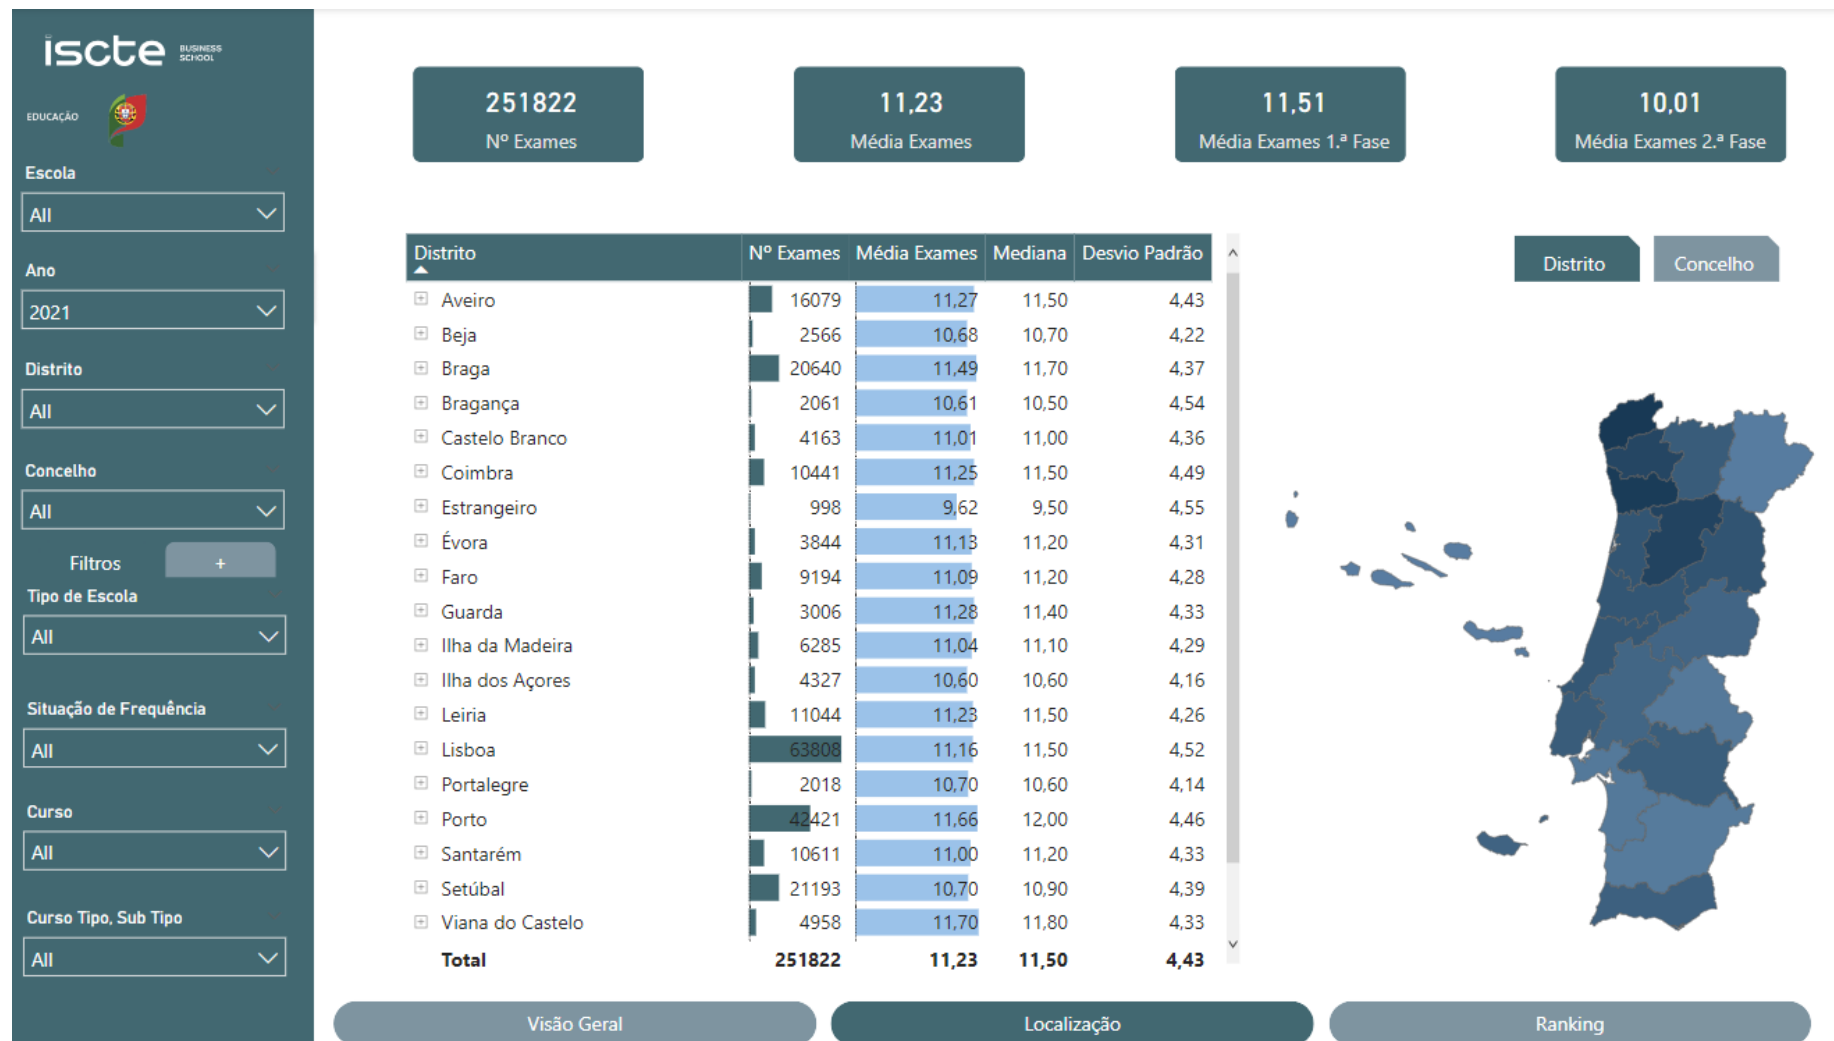 iscte BUSINESS SCHOOL
EDUCAÇÃO
Escola
All
Ano
2021
Distrito
All
Concelho
All
Filtros +
Tipo de Escola
All
Situação de Frequência
All
Curso
All
Curso Tipo, Sub Tipo
All
251822
Nº Exames
11,23
Média Exames
11,51
Média Exames 1.ª Fase
10,01
Média Exames 2.ª Fase
Distrito Nº Exames Média Exames Mediana Desvio Padrão
Aveiro 16079 11,27 11,50 4,43
Beja 2566 10,68 10,70 4,22
Braga 20640 11,49 11,70 4,37
Bragança 2061 10,61 10,50 4,54
Castelo Branco 4163 11,01 11,00 4,36
Coimbra 10441 11,25 11,50 4,49
Estrangeiro 998 9,62 9,50 4,55
Évora 3844 11,13 11,20 4,31
Faro 9194 11,09 11,20 4,28
Guarda 3006 11,28 11,40 4,33
Ilha da Madeira 6285 11,04 11,10 4,29
Ilha dos Açores 4327 10,60 10,60 4,16
Leiria 11044 11,23 11,50 4,26
Lisboa 63808 11,16 11,50 4,52
Portalegre 2018 10,70 10,60 4,14
Porto 42421 11,66 12,00 4,46
Santarém 10611 11,00 11,20 4,33
Setúbal 21193 10,70 10,90 4,39
Viana do Castelo 4958 11,70 11,80 4,33
Total 251822 11,23 11,50 4,43
Distrito Concelho
Visão Geral Localização Ranking